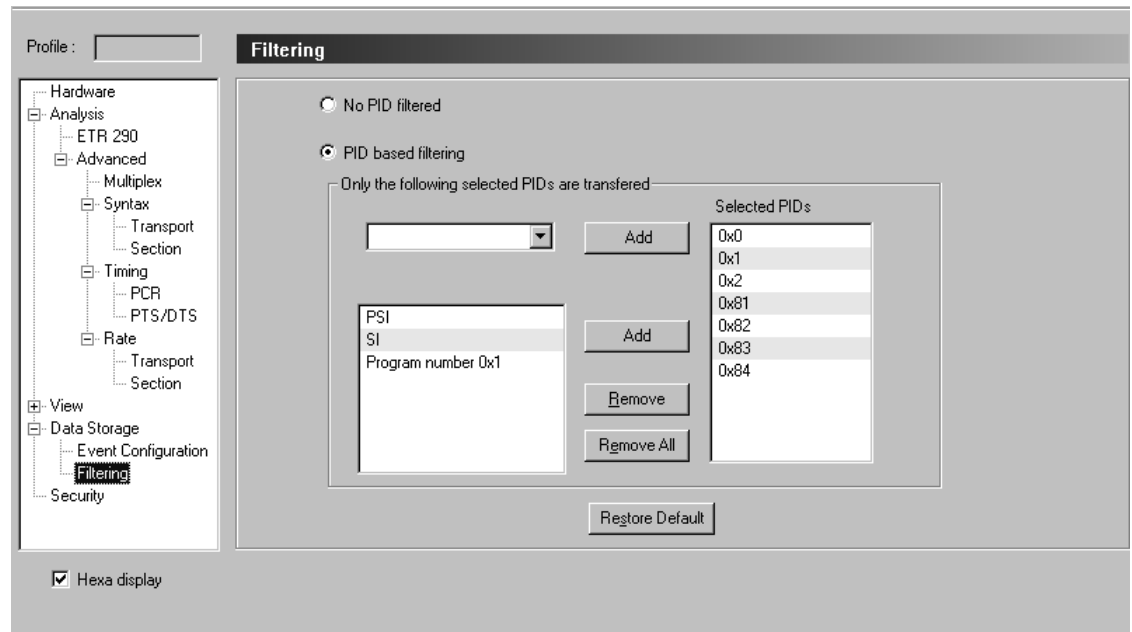 Profile :
Filtering
Hardware
Analysis
ETR 290
Advanced
Multiplex
Syntax
Transport
Section
Timing
PCR
PTS/DTS
Rate
Transport
Section
View
Data Storage
Event Configuration
Filtering
Security
No PID filtered
PID based filtering
Only the following selected PIDs are transfered
Add
PSI
SI
Program number 0x1
Add
Remove
Remove All
Selected PIDs
0x0
0x1
0x2
0x81
0x82
0x83
0x84
Restore Default
Hexa display